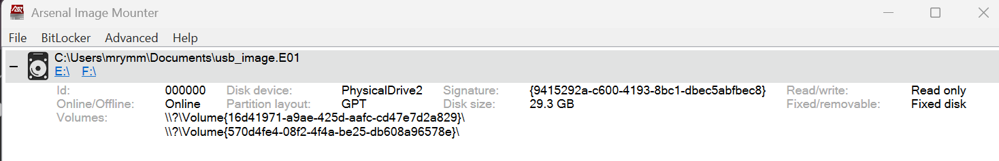 Arsenal Image Mounter
File BitLocker Advanced Help
C:\Users\mrymm\Documents\usb_image.E01
E:\ F:\
Id: 000000 Disk device: PhysicalDrive2 Signature: {9415292a-c600-4193-8bc1-dbec5abfbec8} Read/write: Read only
Online/Offline: Online Partition layout: GPT Disk size: 29.3 GB Fixed/removable: Fixed disk
Volumes: \\?\Volume{16d41971-a9ae-425d-aafc-cd47e7d2a829}\
\\?\Volume{570d4fe4-08f2-4f4a-be25-db608a96578e}\